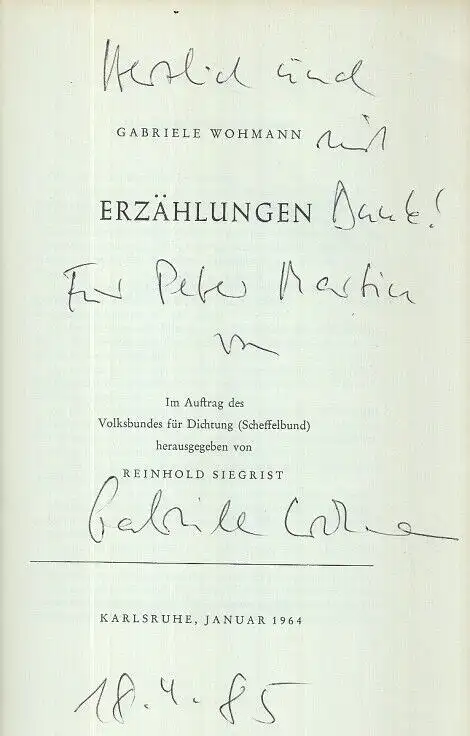 Herzlich und
GABRIELE WOHMANN mit
ERZÄHLUNGEN Dank!
Für Peter Martin
von
Im Auftrag des
Volksbundes für Dichtung (Scheffelbund)
herausgegeben von
REINHOLD SIEGRIST
Gabriele Wohmann
KARLSRUHE, JANUAR 1964
18.4.85